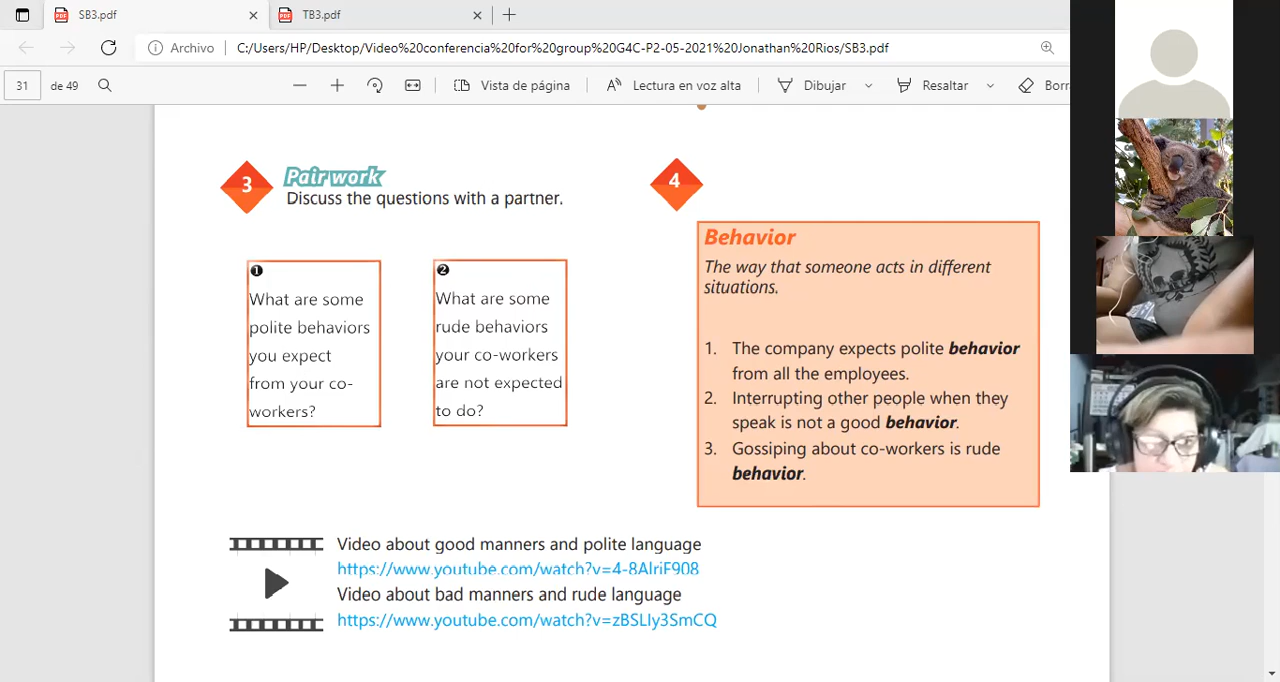 SB3.pdf
TB3.pdf
Archivo
C:/Users/HP/Desktop/Video%20conferencia%20for%20group%20G4C-P2-05-2021%20Jonathan%20Rios/SB3.pdf
31
de 49
Vista de página
Lectura en voz alta
Dibujar
Resaltar
Borr
3
Pair work
Discuss the questions with a partner.
1
What are some
polite behaviors
you expect
from your co-
workers?
2
What are some
rude behaviors
your co-workers
are not expected
to do?
4
Behavior
The way that someone acts in different
situations.
1. The company expects polite behavior
from all the employees.
2. Interrupting other people when they
speak is not a good behavior.
3. Gossiping about co-workers is rude
behavior.
Video about good manners and polite language
https://www.youtube.com/watch?v=4-8AlriF908
Video about bad manners and rude language
https://www.youtube.com/watch?v=zBSLIy3SmCQ